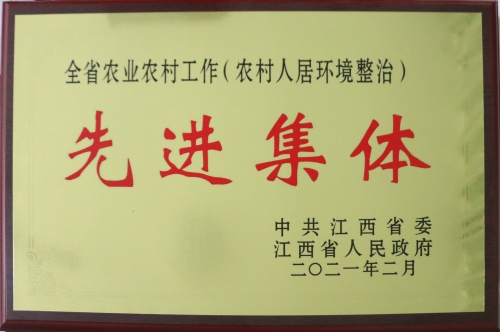 全省农业农村工作(农村人居环境整治)
先进集体
中共江西省委
江西省人民政府
二〇二一年二月